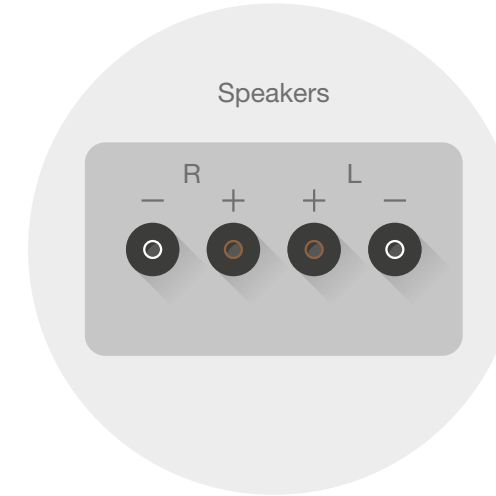 Speakers
R L
− + + −